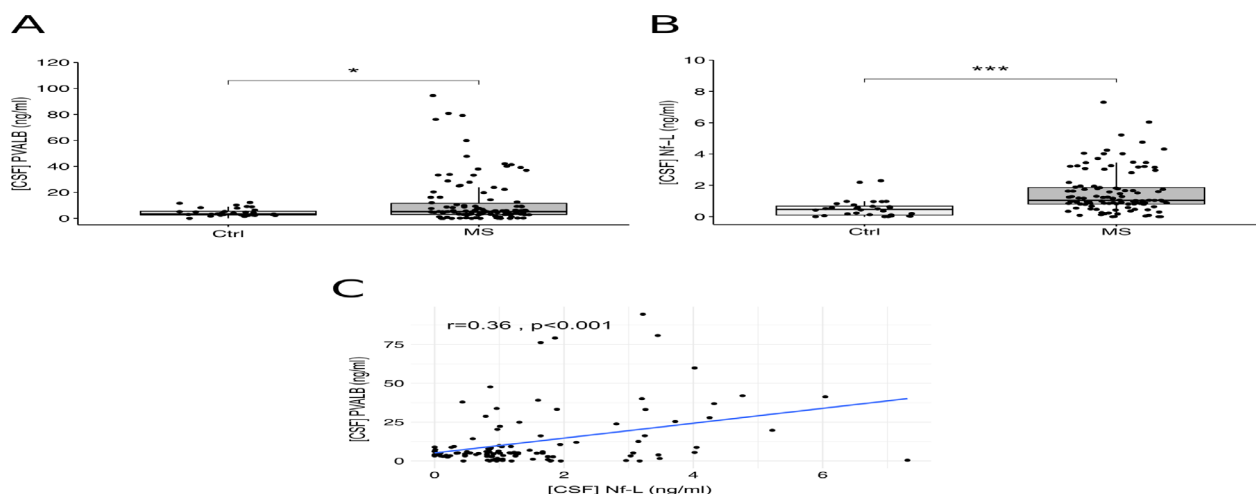 A
[CSF] PVALB (ng/ml)
120
100
80
60
40
20
0
*
Ctrl
MS
B
[CSF] Nf-L (ng/ml)
10
8
6
4
2
0
***
Ctrl
MS
C
[CSF] PVALB (ng/ml)
75
50
25
0
r=0.36 , p<0.001
0
2
4
6
[CSF] Nf-L (ng/ml)